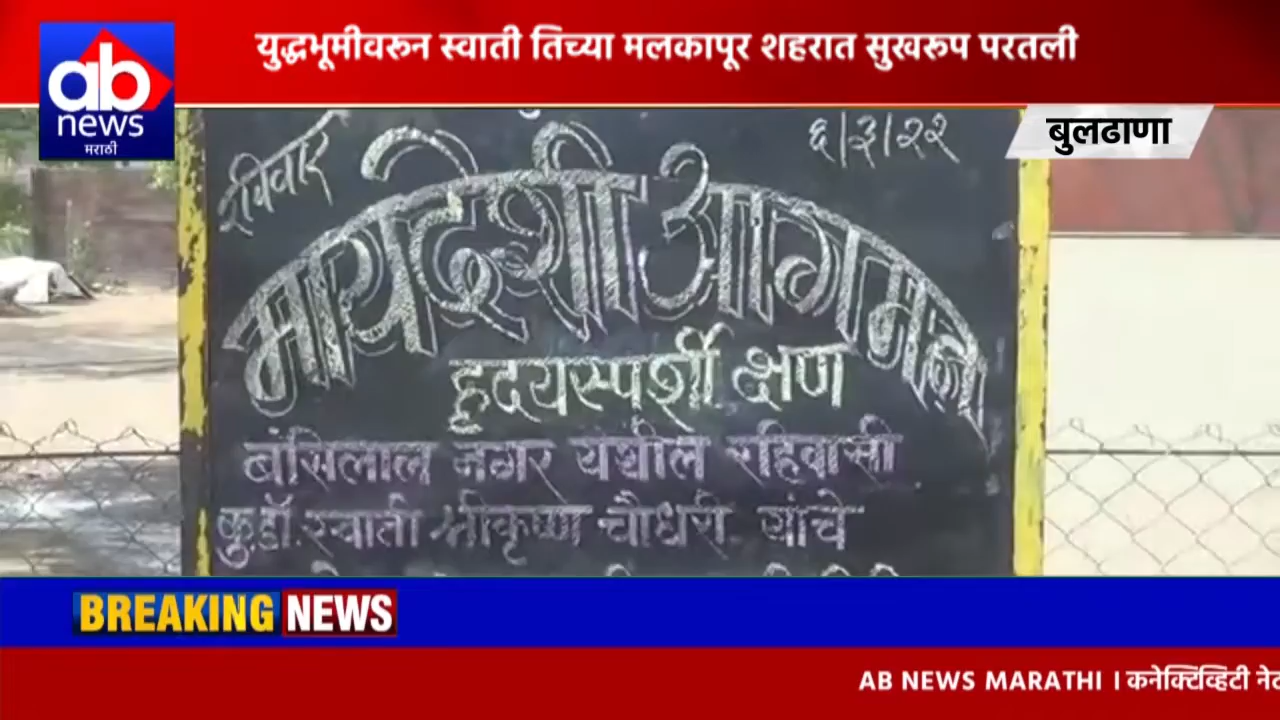 युद्धभूमीवरून स्वाती तिच्या मलकापूर शहरात सुखरूप परतली
ab
news
मराठी
बुलढाणा
रविवार
६/३/२२
मायदेशी आगमन
हृदयस्पर्शी क्षण
बंसिलाल नगर येथील रहिवासी
कु.डॉ.स्वाती श्रीकृष्ण चौधरी यांचे
BREAKING NEWS
AB NEWS MARATHI । कनेक्टिव्हिटी